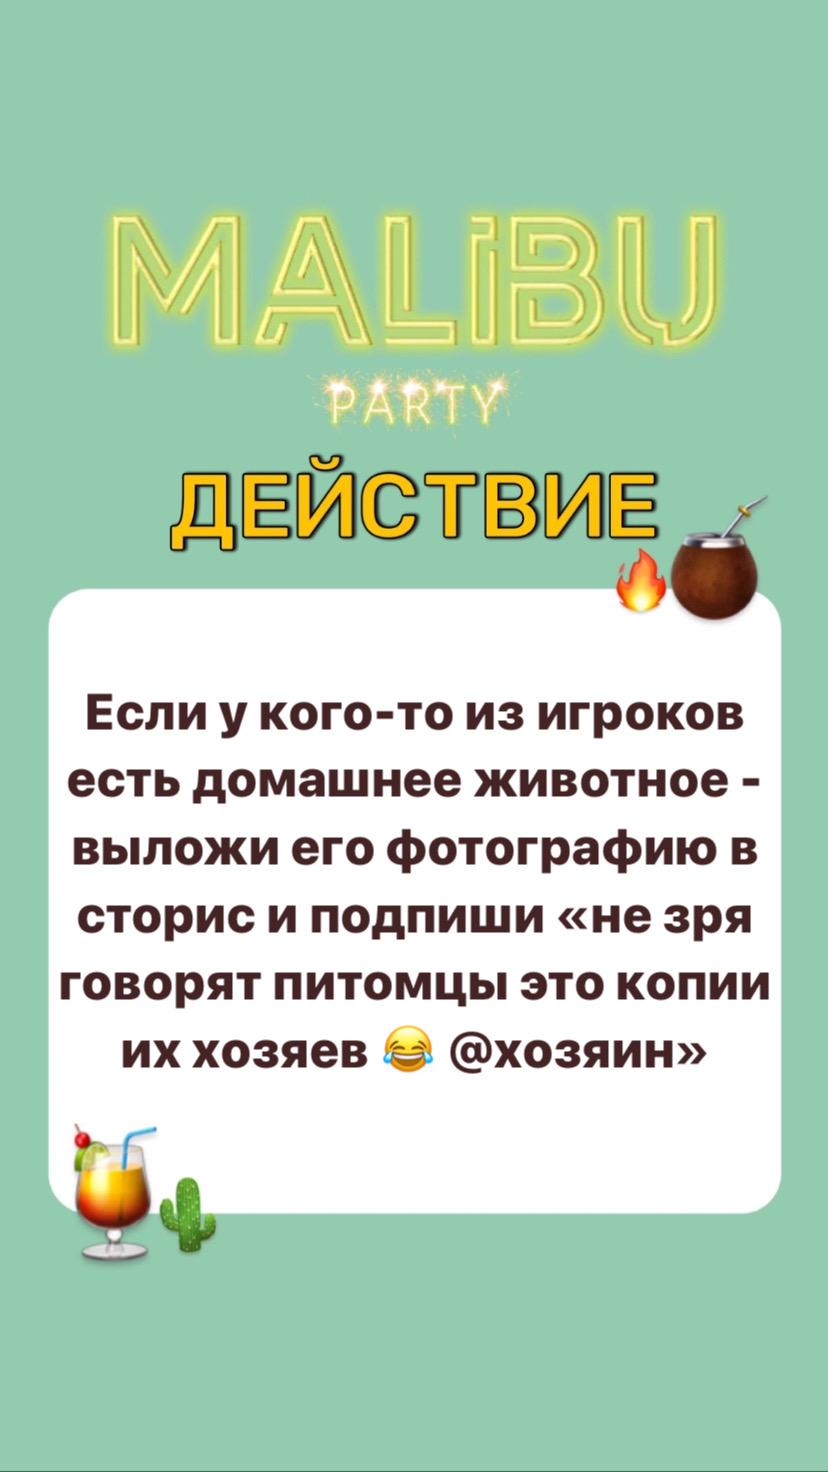 MALIBU
PARTY
ДЕЙСТВИЕ
Если у кого-то из игроков
есть домашнее животное -
выложи его фотографию в
сторис и подпиши «не зря
говорят питомцы это копии
их хозяев 😂 @хозяин»